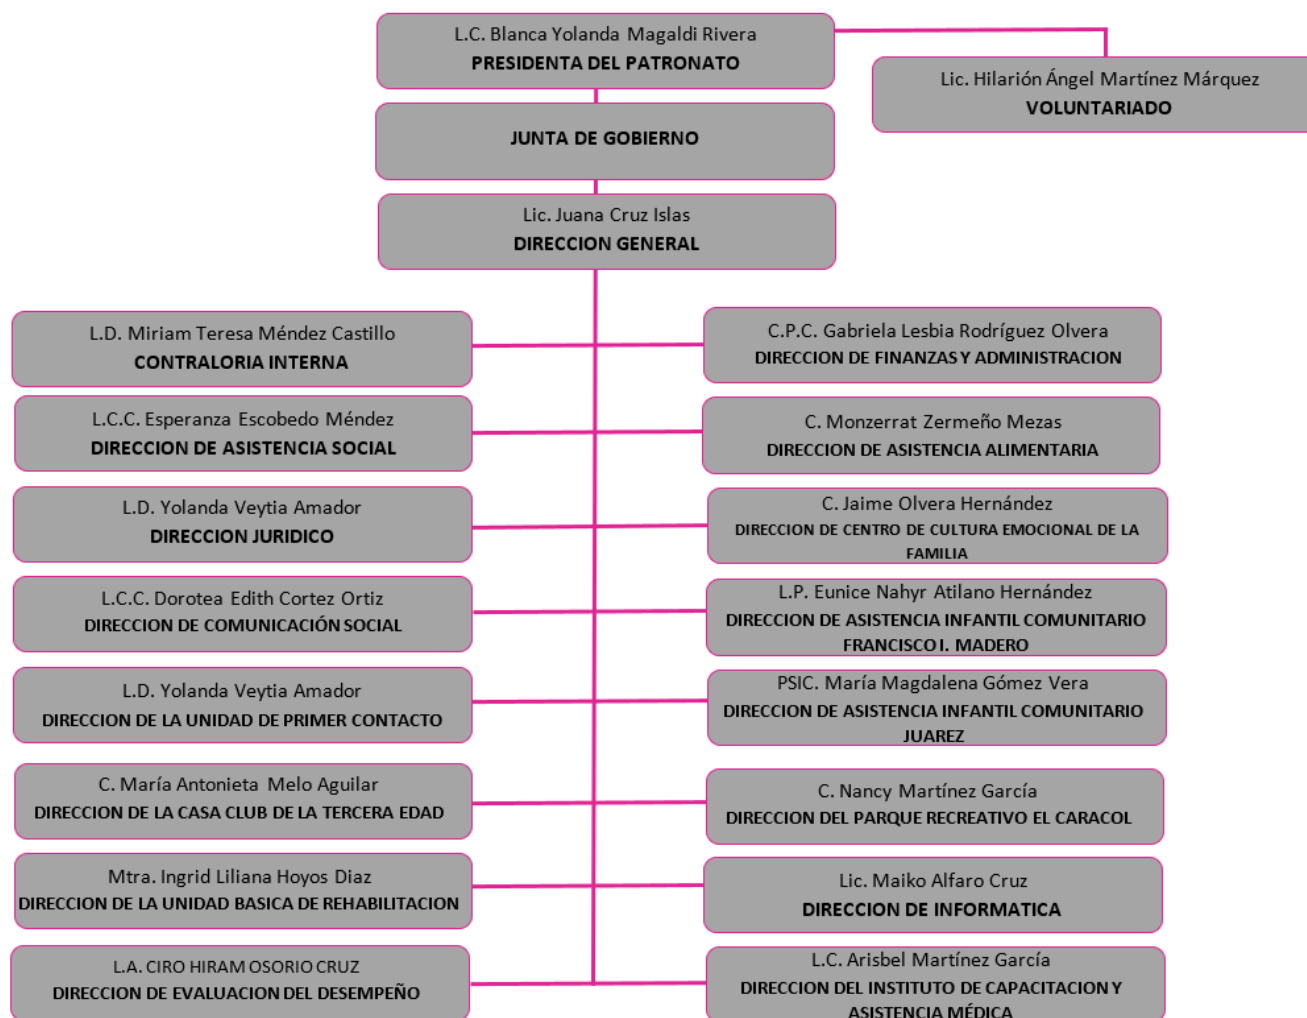 L.C. Blanca Yolanda Magaldi Rivera
PRESIDENTA DEL PATRONATO
Lic. Hilarión Ángel Martínez Márquez
VOLUNTARIADO
JUNTA DE GOBIERNO
Lic. Juana Cruz Islas
DIRECCION GENERAL
L.D. Miriam Teresa Méndez Castillo
CONTRALORIA INTERNA
C.P.C. Gabriela Lesbia Rodríguez Olvera
DIRECCION DE FINANZAS Y ADMINISTRACION
L.C.C. Esperanza Escobedo Méndez
DIRECCION DE ASISTENCIA SOCIAL
C. Monzerrat Zermeño Mezas
DIRECCION DE ASISTENCIA ALIMENTARIA
L.D. Yolanda Veytia Amador
DIRECCION JURIDICO
C. Jaime Olvera Hernández
DIRECCION DE CENTRO DE CULTURA EMOCIONAL DE LA
FAMILIA
L.C.C. Dorotea Edith Cortez Ortiz
DIRECCION DE COMUNICACIÓN SOCIAL
L.P. Eunice Nahyr Atilano Hernández
DIRECCION DE ASISTENCIA INFANTIL COMUNITARIO
FRANCISCO I. MADERO
L.D. Yolanda Veytia Amador
DIRECCION DE LA UNIDAD DE PRIMER CONTACTO
PSIC. María Magdalena Gómez Vera
DIRECCION DE ASISTENCIA INFANTIL COMUNITARIO
JUAREZ
C. María Antonieta Melo Aguilar
DIRECCION DE LA CASA CLUB DE LA TERCERA EDAD
C. Nancy Martínez García
DIRECCION DEL PARQUE RECREATIVO EL CARACOL
Mtra. Ingrid Liliana Hoyos Diaz
DIRECCION DE LA UNIDAD BASICA DE REHABILITACION
Lic. Maiko Alfaro Cruz
DIRECCION DE INFORMATICA
L.A. CIRO HIRAM OSORIO CRUZ
DIRECCION DE EVALUACION DEL DESEMPEÑO
L.C. Arisbel Martínez García
DIRECCION DEL INSTITUTO DE CAPACITACION Y
ASISTENCIA MÉDICA